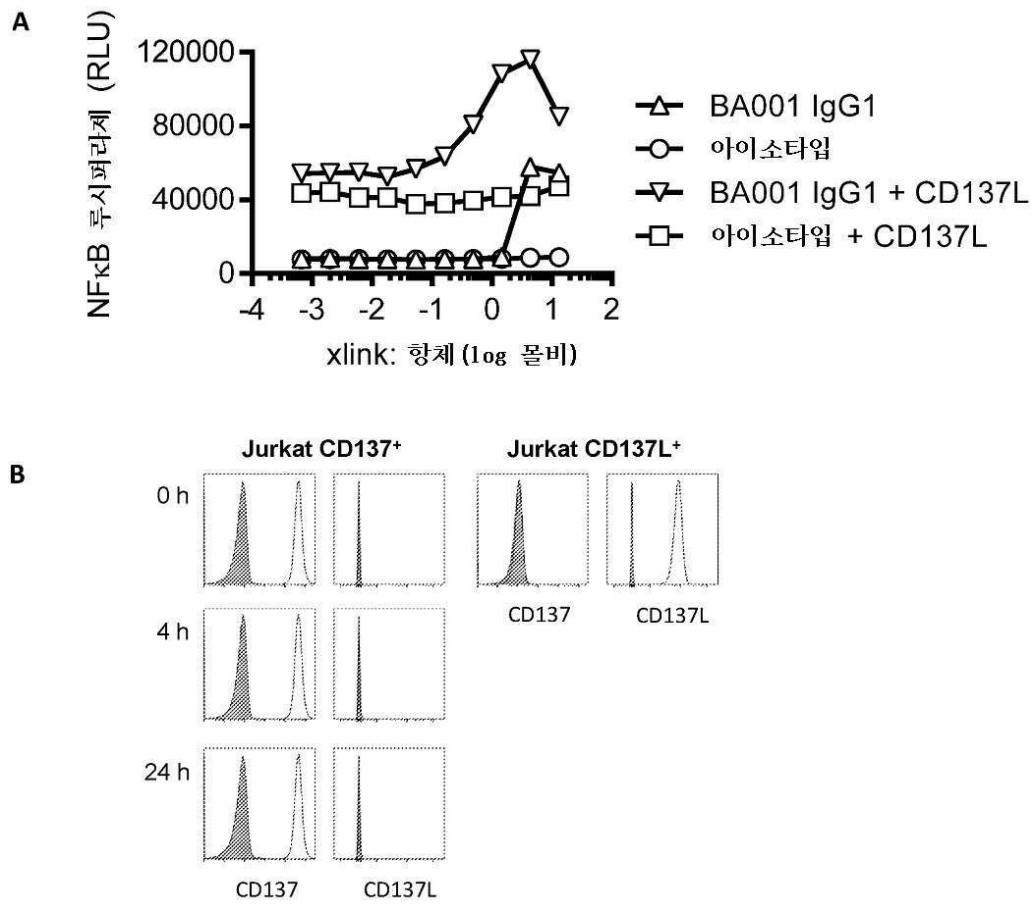 A
NFκB 루시퍼라제 (RLU)
120000
80000
40000
0
-4 -3 -2 -1 0 1 2
xlink: 항체 (log 몰비)
BA001 IgG1
아이소타입
BA001 IgG1 + CD137L
아이소타입 + CD137L
B
Jurkat CD137⁺ Jurkat CD137L⁺
0 h
CD137 CD137L
4 h
24 h
CD137 CD137L